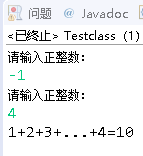 问题 @ Javadoc
<已终止> Testclass (1)
请输入正整数：
-1
请输入正整数：
4
1+2+3+...+4=10